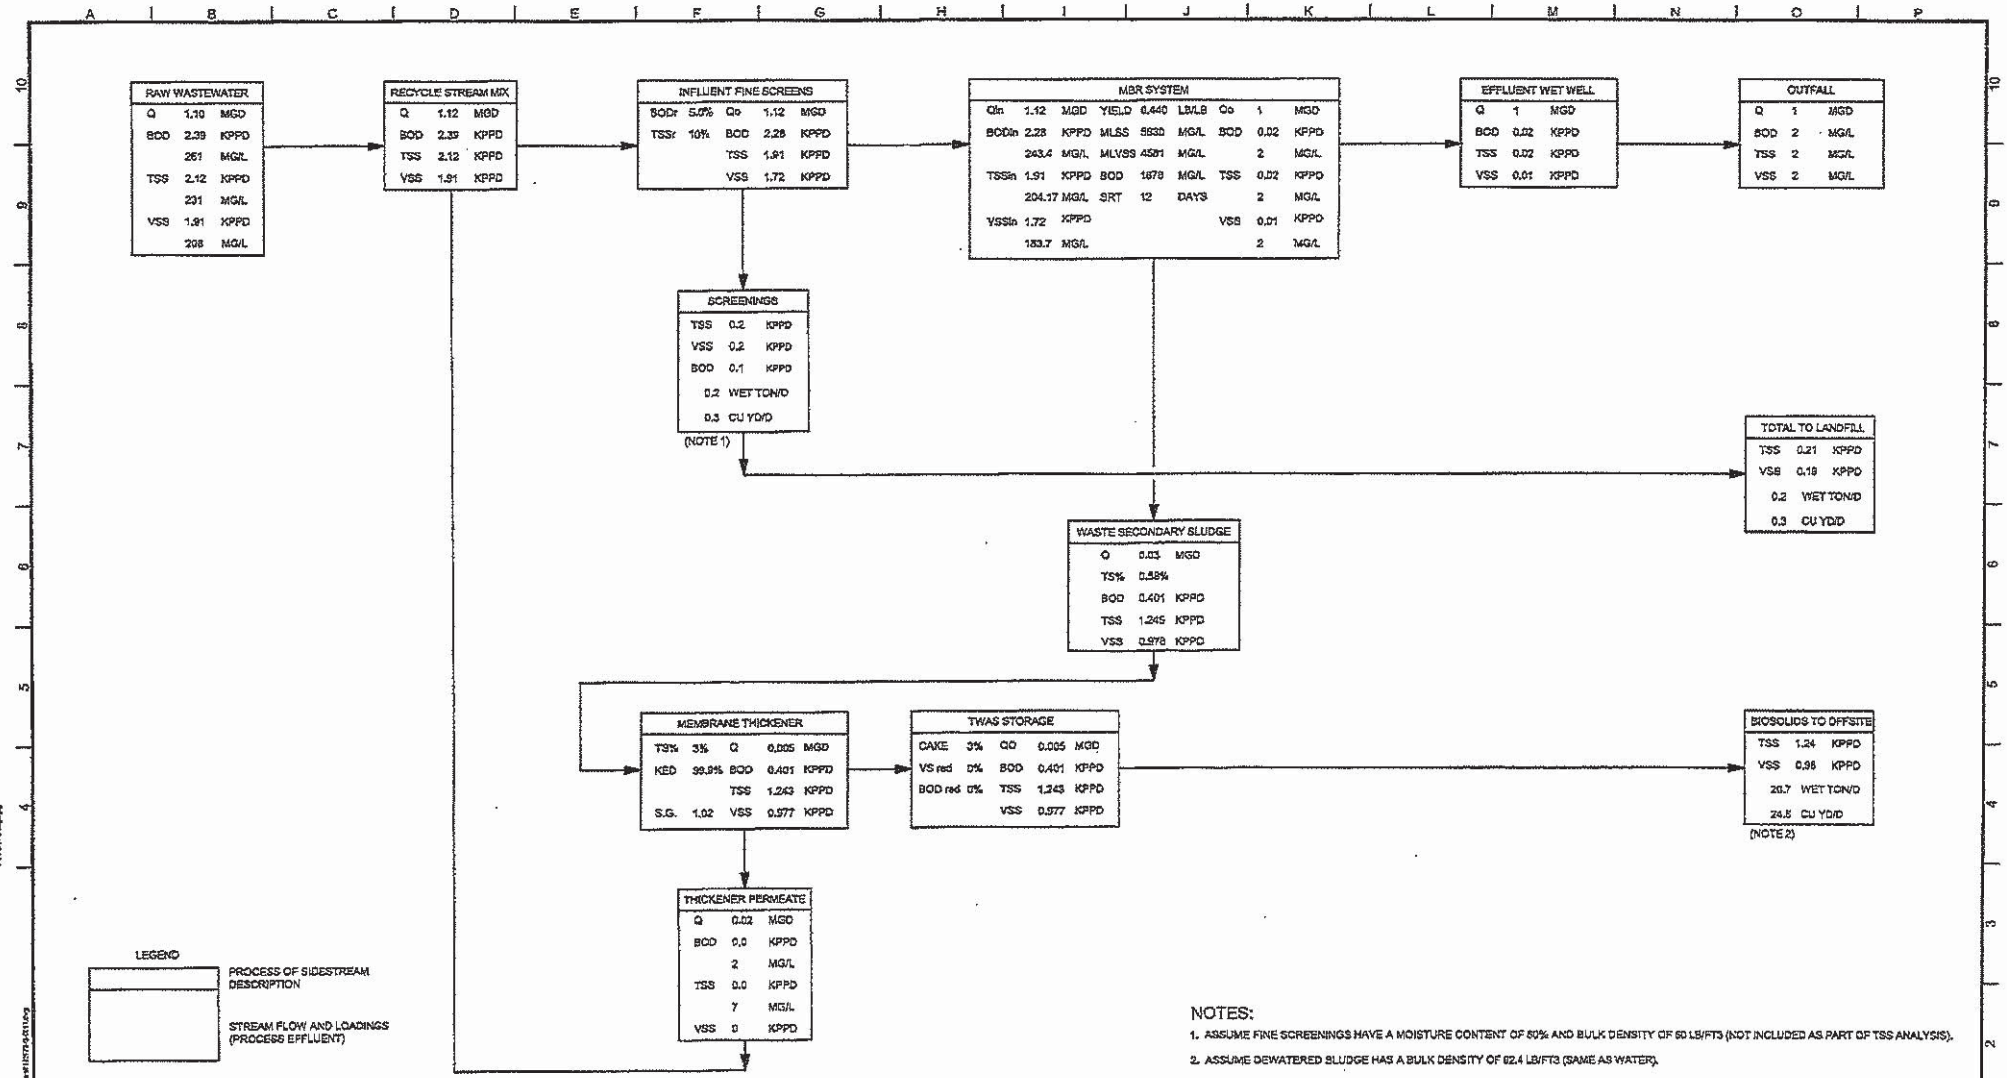 A B C D E F G H I J K L M N O P
10
9
8
7
6
5
4
3
2
RAW WASTEWATER
Q 1.10 MGD
BOD 2.39 KPPD
261 MG/L
TSS 2.12 KPPD
231 MG/L
VSS 1.91 KPPD
208 MG/L
RECYCLE STREAM MIX
Q 1.12 MGD
BOD 2.39 KPPD
TSS 2.12 KPPD
VSS 1.91 KPPD
INFLUENT FINE SCREENS
BODr 5.0% Qo 1.12 MGD
TSSr 10% BOD 2.28 KPPD
TSS 1.91 KPPD
VSS 1.72 KPPD
MBR SYSTEM
Qin 1.12 MGD YIELD 0.440 LB/LB Qo 1 MGD
BODin 2.28 KPPD MLSS MG/L BOD 0.02 KPPD
243.4 MG/L MLVSS 4581 MG/L 2 MG/L
TSSin 1.91 KPPD BOD 1878 MG/L TSS 0.02 KPPD
204.17 MG/L SRT 12 DAYS 2 MG/L
VSSin 1.72 KPPD VSS 0.01 KPPD
183.7 MG/L 2 MG/L
EFFLUENT WET WELL
Q 1 MGD
BOD 0.02 KPPD
TSS 0.02 KPPD
VSS 0.01 KPPD
OUTFALL
Q 1 MGD
BOD 2 MG/L
TSS 2 MG/L
VSS 2 MG/L
SCREENINGS
TSS 0.2 KPPD
VSS 0.2 KPPD
BOD 0.1 KPPD
0.2 WET TON/D
0.3 CU YD/D
(NOTE 1)
TOTAL TO LANDFILL
TSS 0.21 KPPD
VSS 0.19 KPPD
0.2 WET TON/D
0.3 CU YD/D
WASTE SECONDARY SLUDGE
Q 0.03 MGD
TS% 0.58%
BOD 0.401 KPPD
TSS 1.245 KPPD
VSS 0.978 KPPD
MEMBRANE THICKENER
TS% 3% Q 0.005 MGD
KED 99.9% BOD 0.401 KPPD
TSS 1.243 KPPD
S.G. 1.02 VSS 0.977 KPPD
TWAS STORAGE
CAKE 3% QO 0.005 MGD
VS red 0% BOD 0.401 KPPD
BOD red 0% TSS 1.243 KPPD
VSS 0.977 KPPD
BIOSOLIDS TO OFFSITE
TSS 1.24 KPPD
VSS 0.98 KPPD
20.7 WET TON/D
24.6 CU YD/D
(NOTE 2)
THICKENER PERMEATE
Q 0.02 MGD
BOD 0.0 KPPD
2 MG/L
TSS 0.0 KPPD
7 MG/L
VSS 0 KPPD
LEGEND
PROCESS OF SIDESTREAM
DESCRIPTION
STREAM FLOW AND LOADINGS
(PROCESS EFFLUENT)
NOTES:
1. ASSUME FINE SCREENINGS HAVE A MOISTURE CONTENT OF AND BULK DENSITY OF LB/FT3 (NOT INCLUDED AS PART OF TSS ANALYSIS).
2. ASSUME DEWATERED SLUDGE HAS A BULK DENSITY OF 62.4 LB/FT3 (SAME AS WATER).